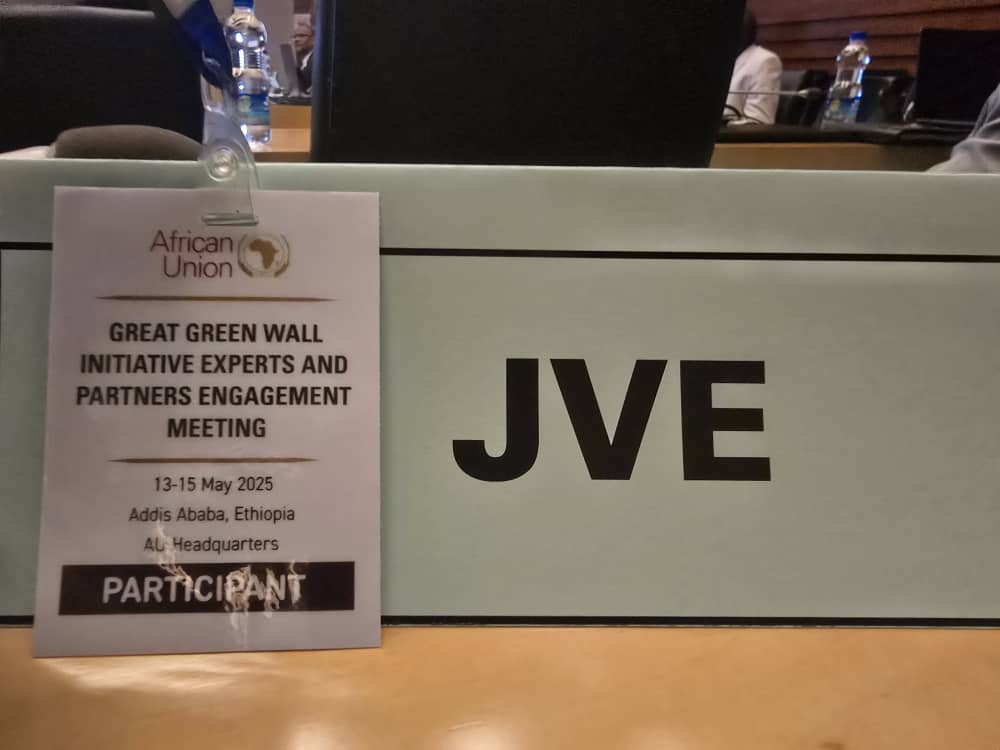 African
Union
GREAT GREEN WALL
INITIATIVE EXPERTS AND
PARTNERS ENGAGEMENT
MEETING
13-15 May 2025
Addis Ababa, Ethiopia
AU Headquarters
PARTICIPANT
JVE